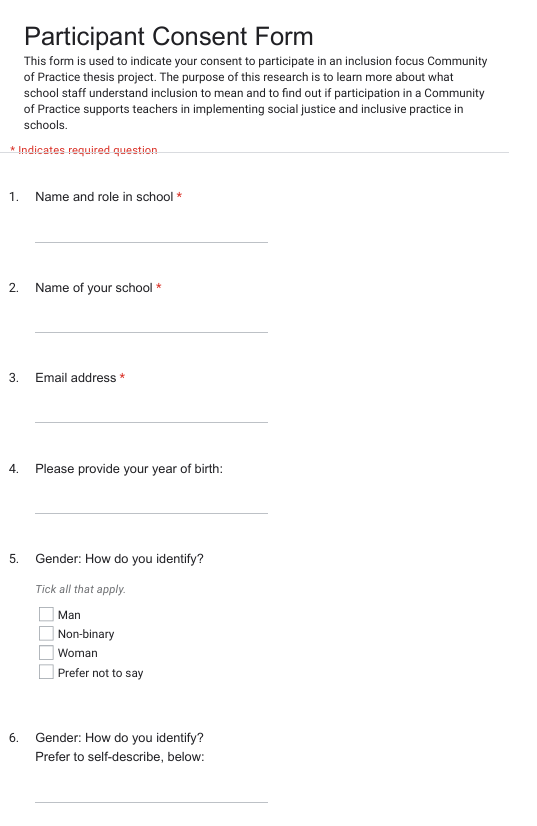 Participant Consent Form
This form is used to indicate your consent to participate in an inclusion focus Community
of Practice thesis project. The purpose of this research is to learn more about what
school staff understand inclusion to mean and to find out if participation in a Community
of Practice supports teachers in implementing social justice and inclusive practice in
schools.
* Indicates required question
1. Name and role in school *
2. Name of your school *
3. Email address *
4. Please provide your year of birth:
5. Gender: How do you identify?
Tick all that apply.
Man
Non-binary
Woman
Prefer not to say
6. Gender: How do you identify?
Prefer to self-describe, below: